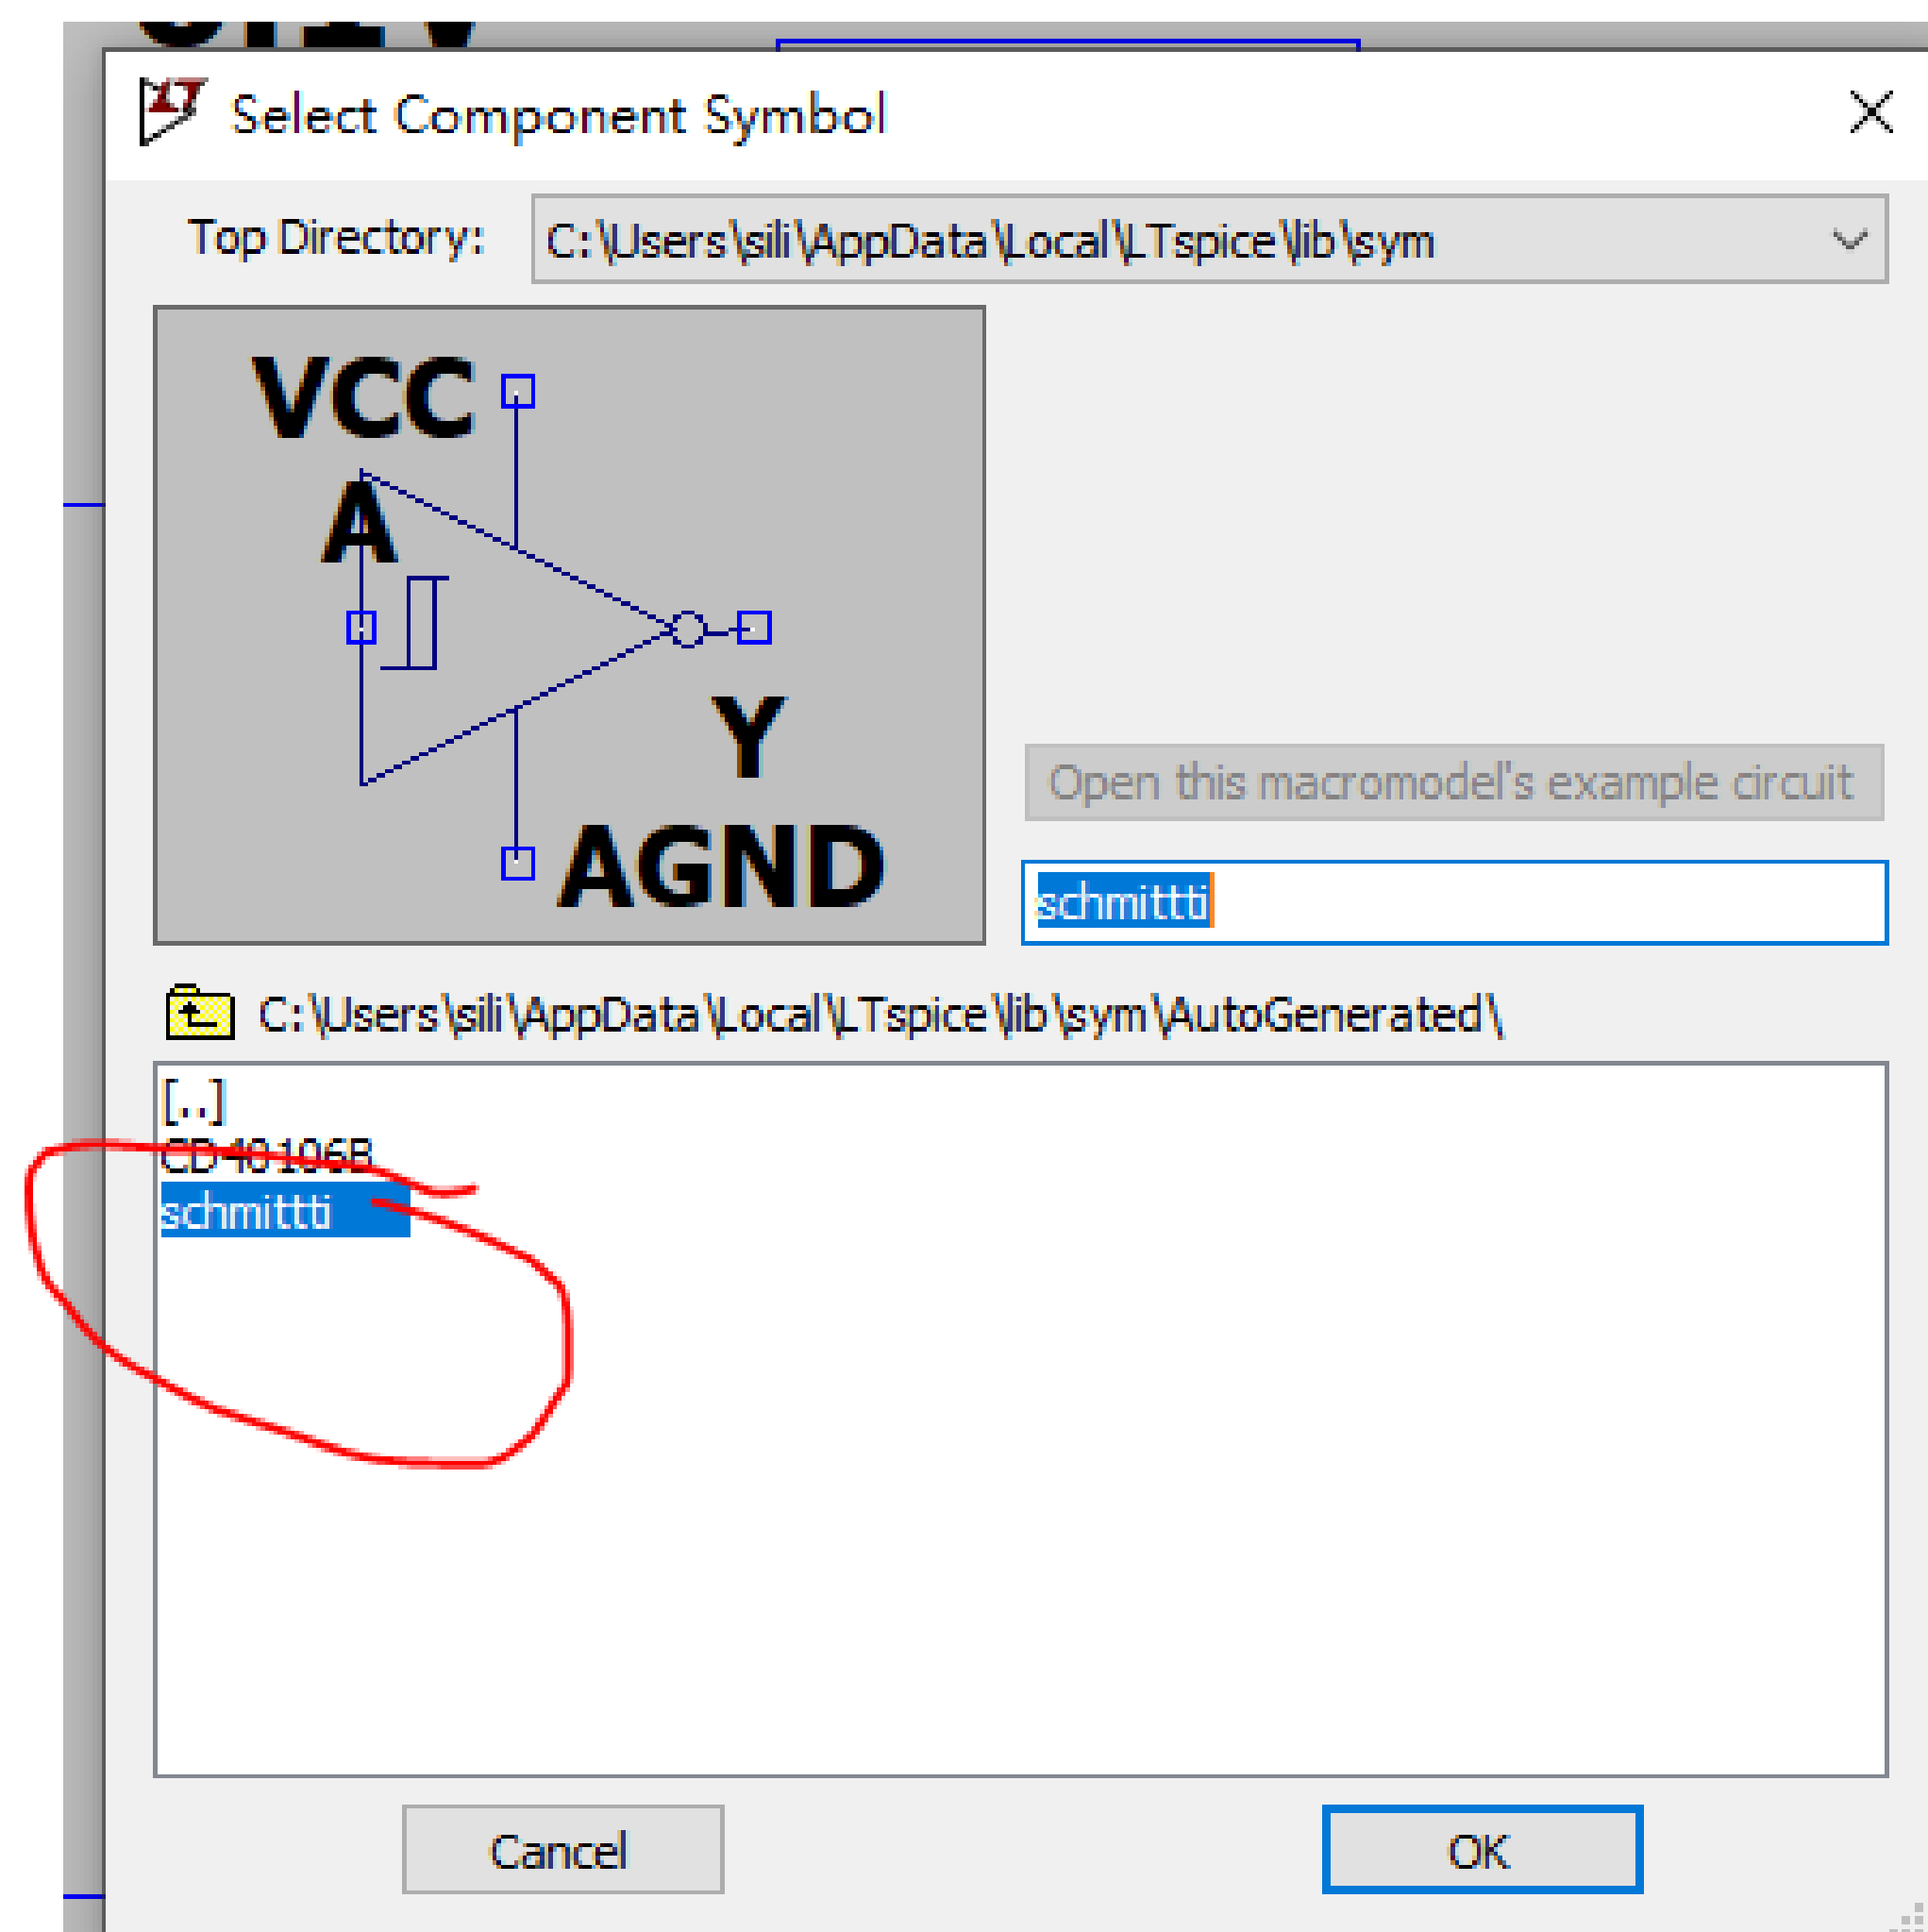 Select Component Symbol
Top Directory: C:\Users\sili\AppData\Local\LTspice\lib\sym
VCC
A
Y
AGND
Open this macromodel's example circuit
schmittti
C:\Users\sili\AppData\Local\LTspice\lib\sym\AutoGenerated\
[..]
CD40106B
schmittti
Cancel
OK